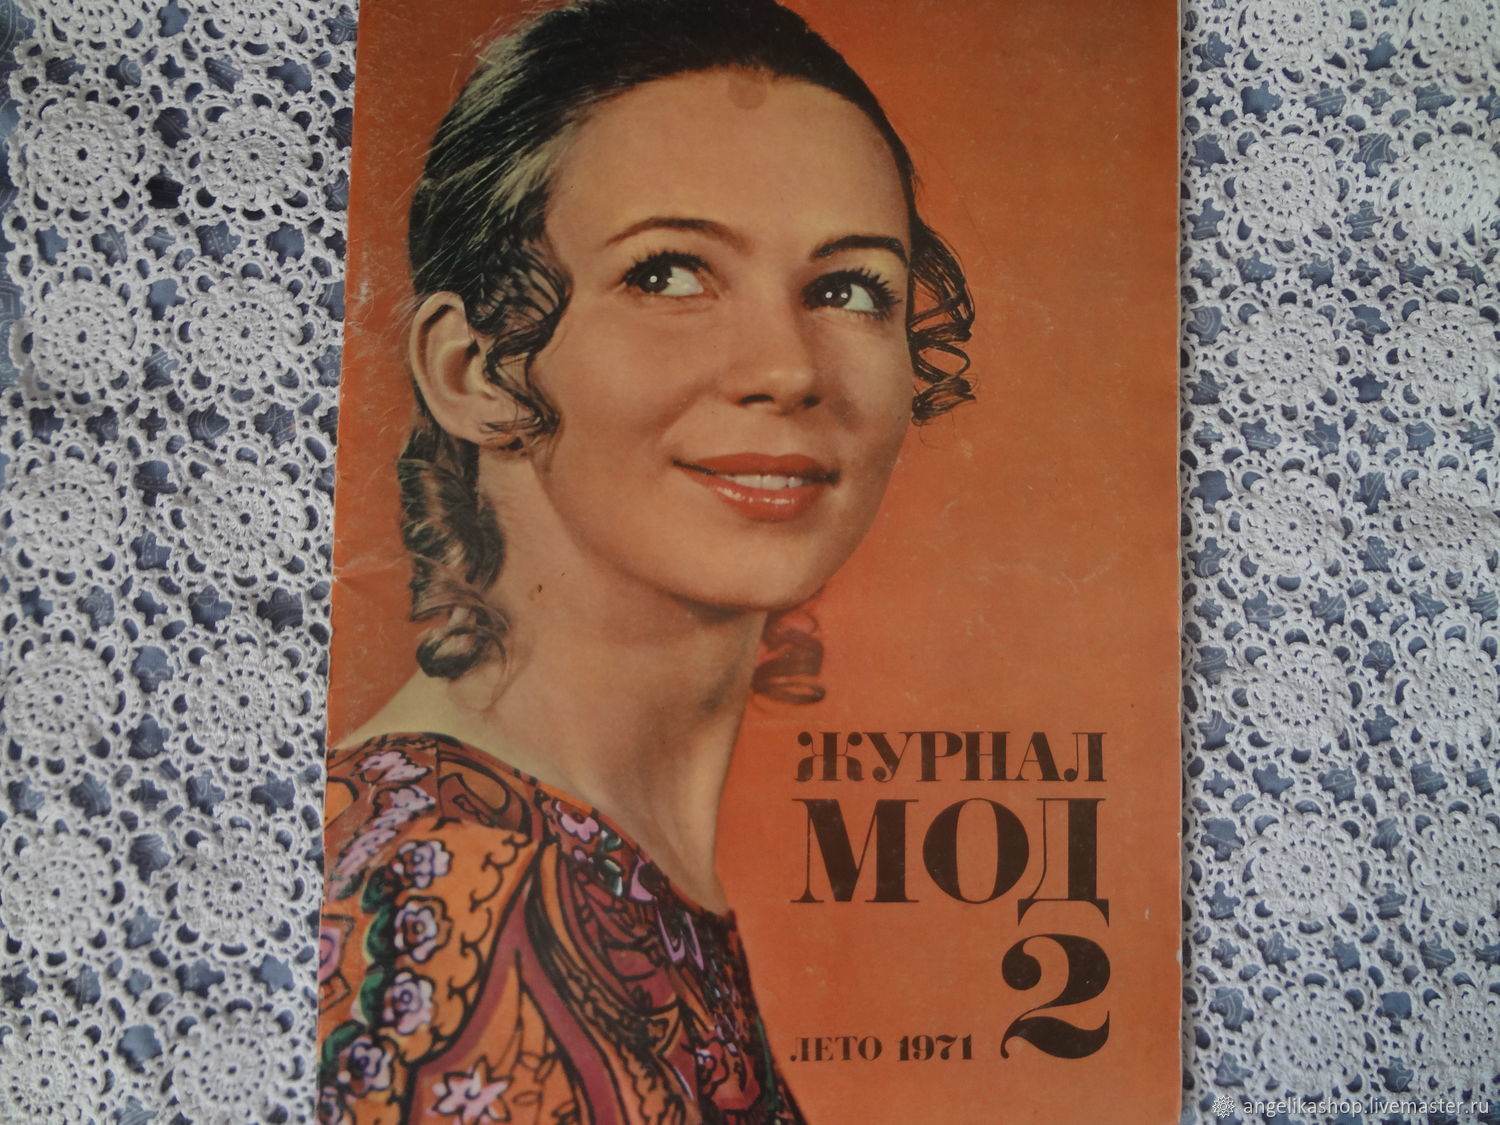 ЖУРНАЛ
МОД
2
ЛЕТО 1971
angelikashop.livemaster.ru